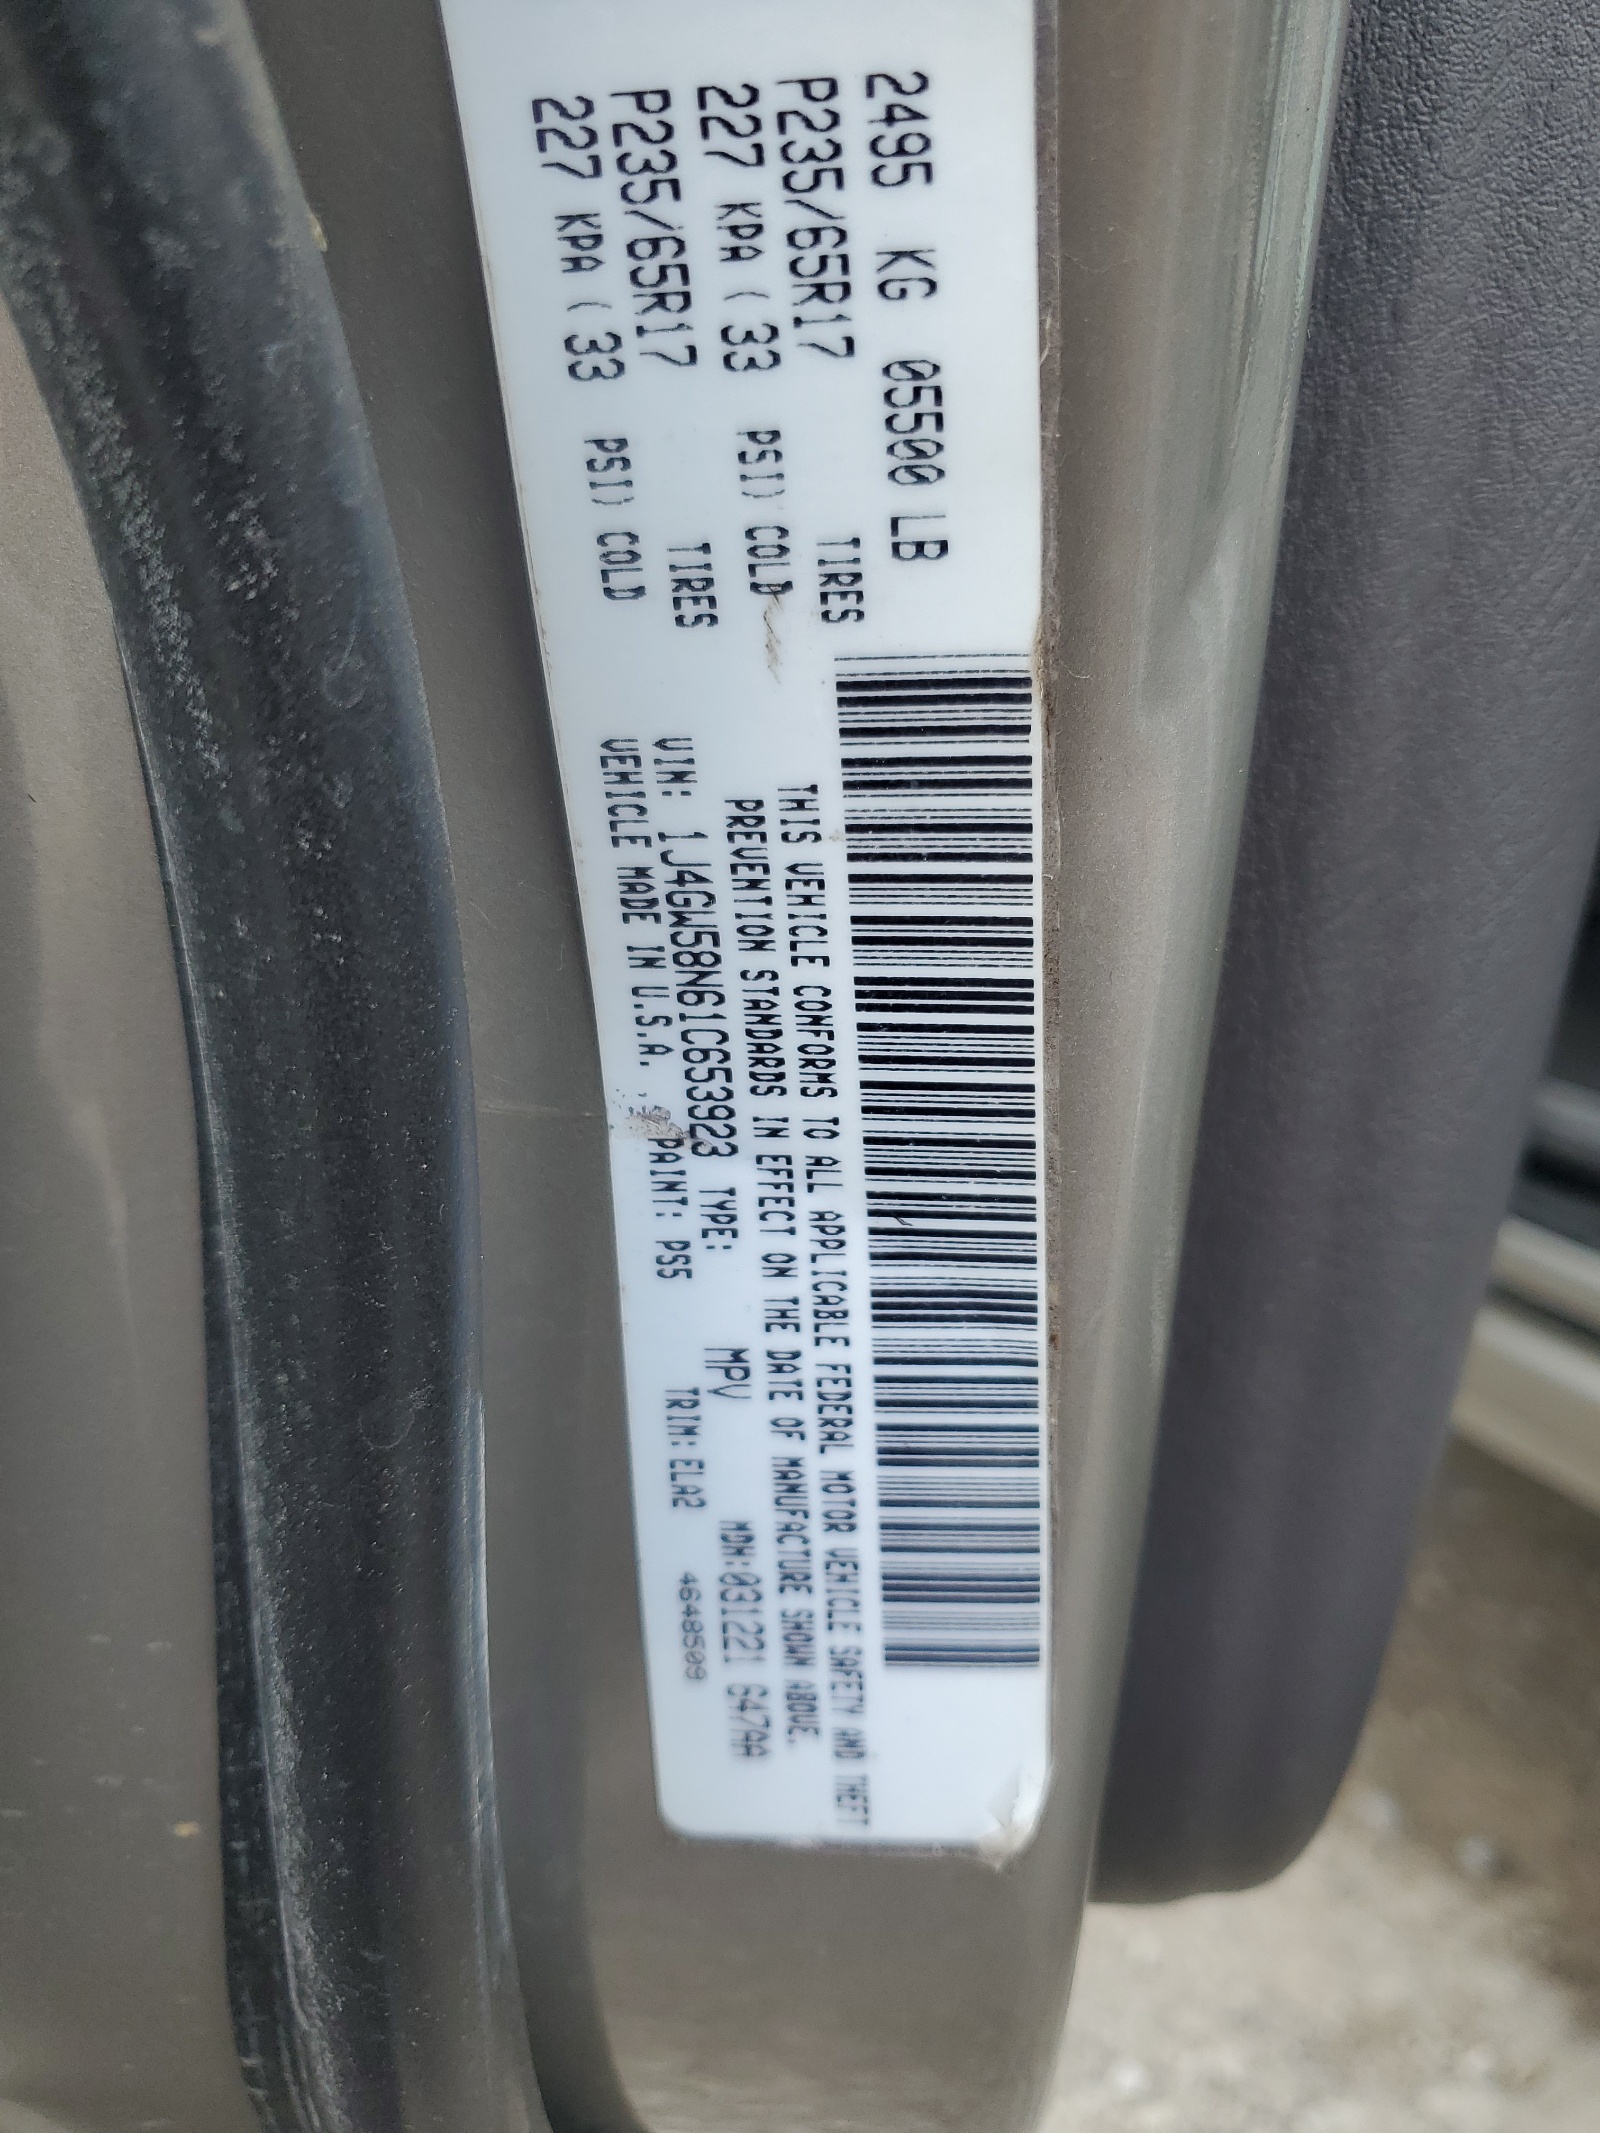 2495 KG 05500 LB
P235/65R17 TIRES
227 KPA ( 33 PSI) COLD
P235/65R17 TIRES
227 KPA ( 33 PSI) COLD
THIS VEHICLE CONFORMS TO ALL APPLICABLE FEDERAL MOTOR VEHICLE SAFETY AND THEFT
PREVENTION STANDARDS IN EFFECT ON THE DATE OF MANUFACTURE SHOWN ABOVE.
VIN: 1J4GW58N61C653923 TYPE: MPV MDH:031221
VEHICLE MADE IN U.S.A. PAINT: PS5 TRIM:ELA2 4648509